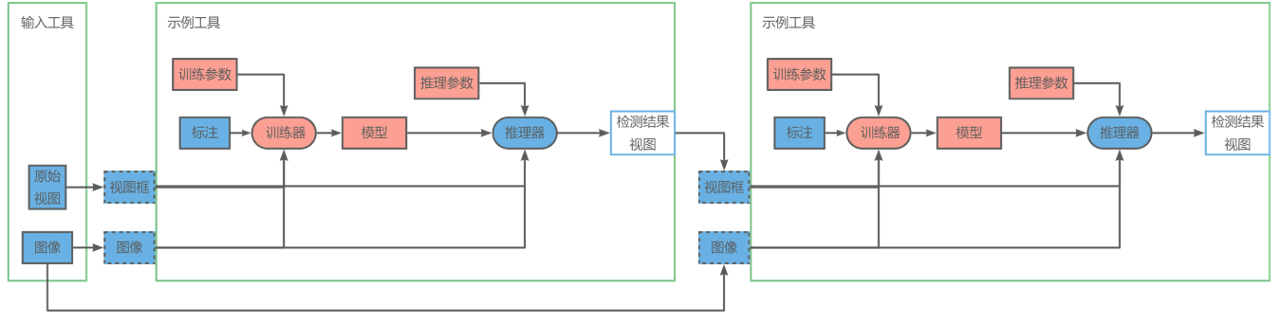 输入工具
原始
视图
图像
示例工具
训练参数
推理参数
标注
训练器
模型
推理器
检测结果
视图
视图框
图像
示例工具
训练参数
推理参数
标注
训练器
模型
推理器
检测结果
视图
视图框
图像